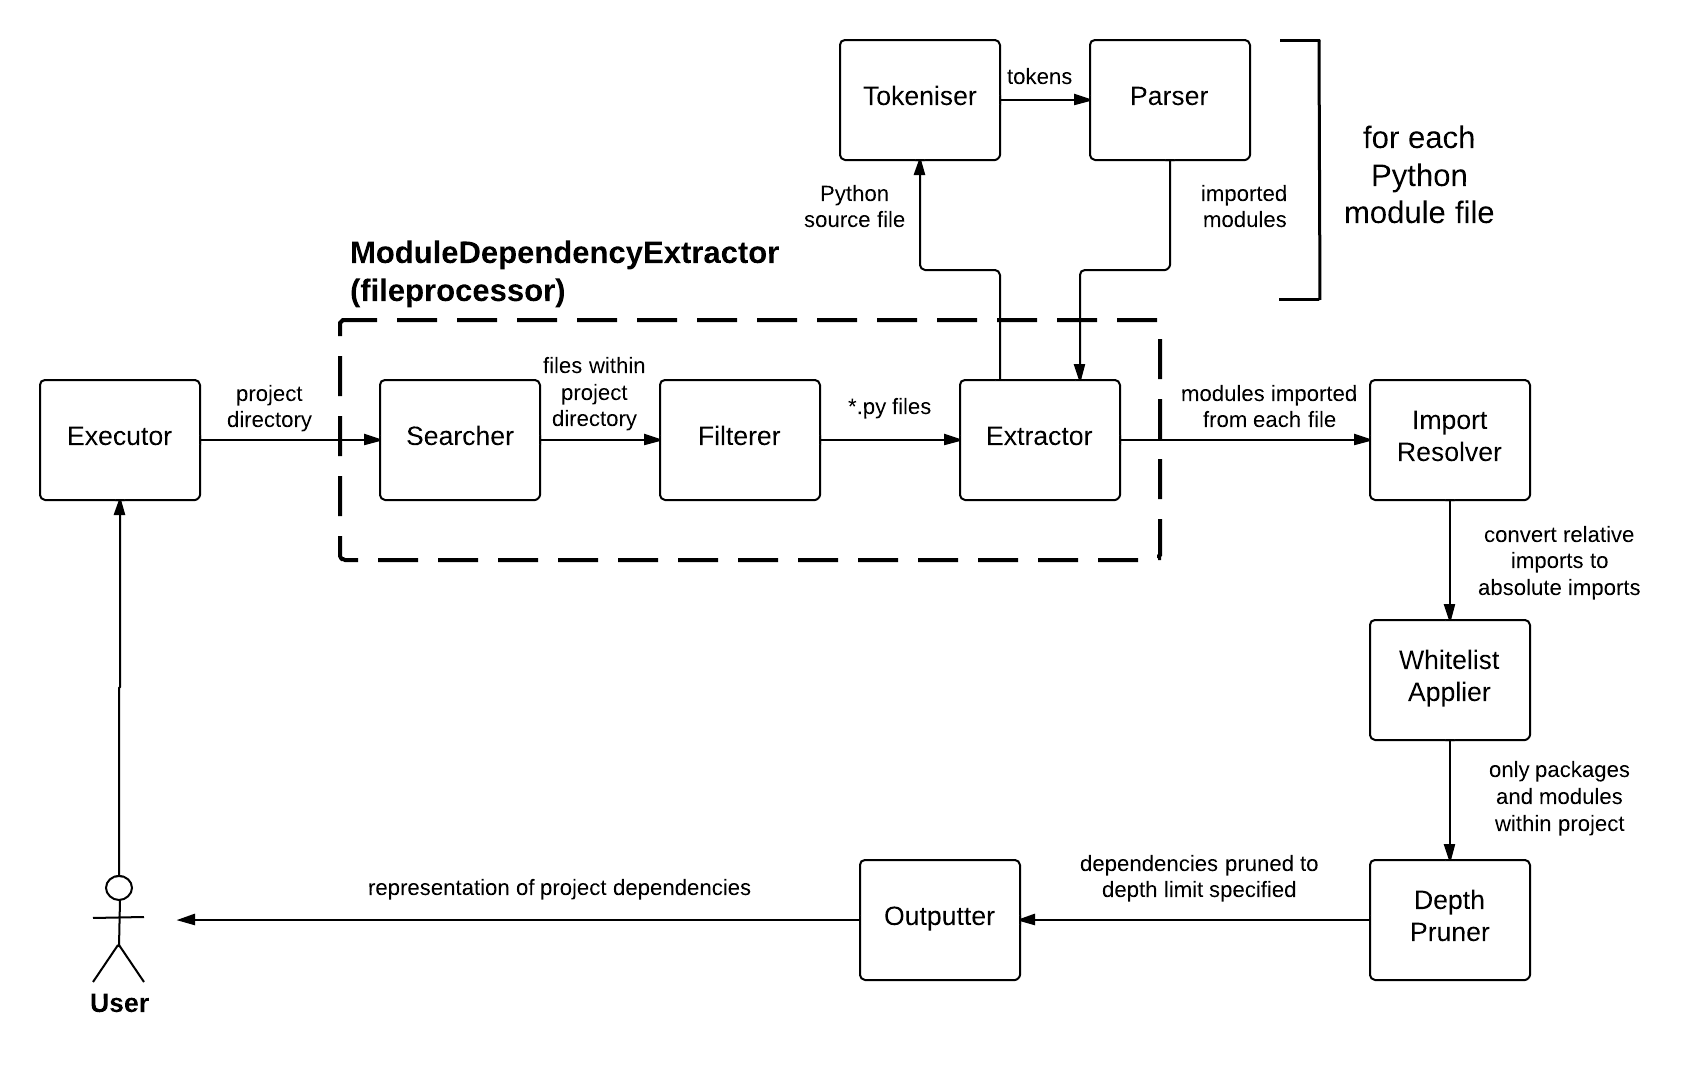 Tokeniser
tokens
Parser
for each
Python
module file
Python
source file
imported
modules
ModuleDependencyExtractor
(fileprocessor)
Executor
project
directory
Searcher
files within
project
directory
Filterer
*.py files
Extractor
modules imported
from each file
Import
Resolver
convert relative
imports to
absolute imports
Whitelist
Applier
only packages
and modules
within project
Depth
Pruner
dependencies pruned to
depth limit specified
Outputter
representation of project dependencies
User